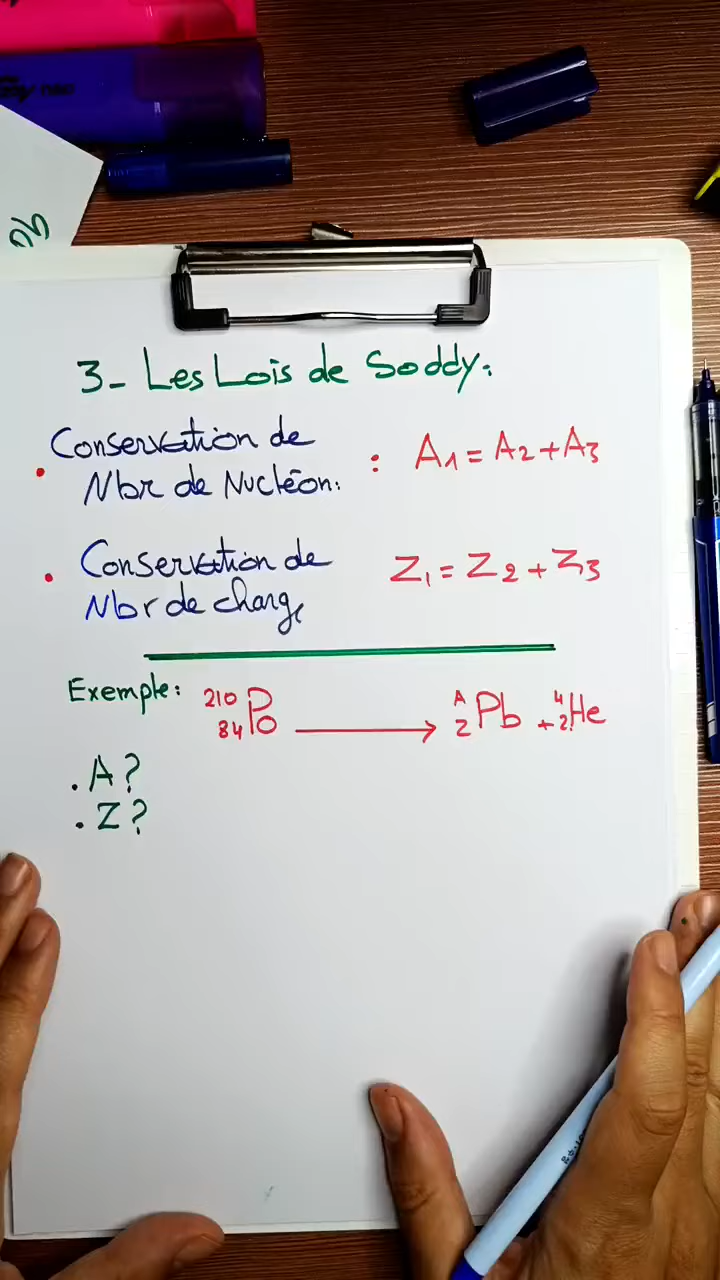 3- Les Lois de Soddy:
Conservation de
Nbr de Nucléon: : A1 = A2 + A3
Conservation de
Nbr de charge Z1 = Z2 + Z3
Exemple: 210 84 Po → A Z Pb + 4 2 He
. A ?
. Z ?